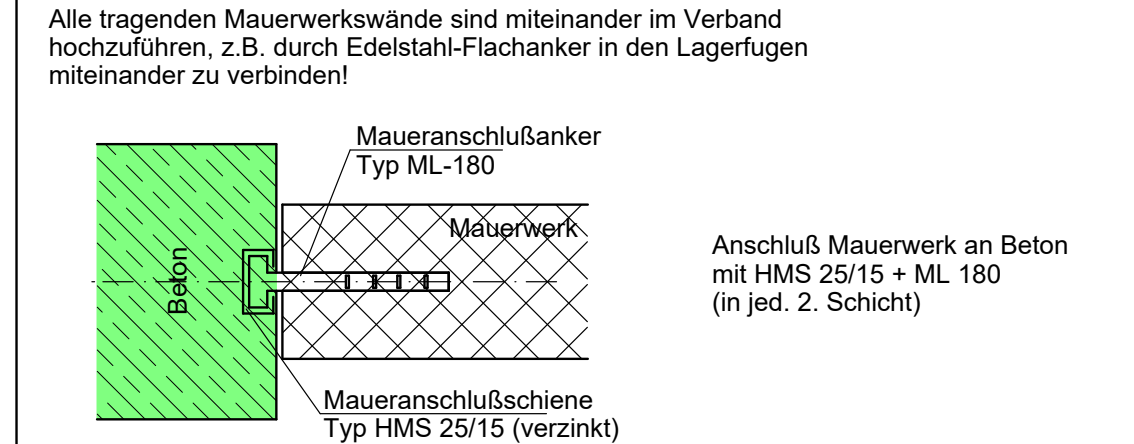 Alle tragenden Mauerwerkswände sind miteinander im Verband
hochzuführen, z.B. durch Edelstahl-Flachanker in den Lagerfugen
miteinander zu verbinden!
Maueranschlußanker
Typ ML-180
Mauerwerk
Beton
Anschluß Mauerwerk an Beton
mit HMS 25/15 + ML 180
(in jed. 2. Schicht)
Maueranschlußschiene
Typ HMS 25/15 (verzinkt)